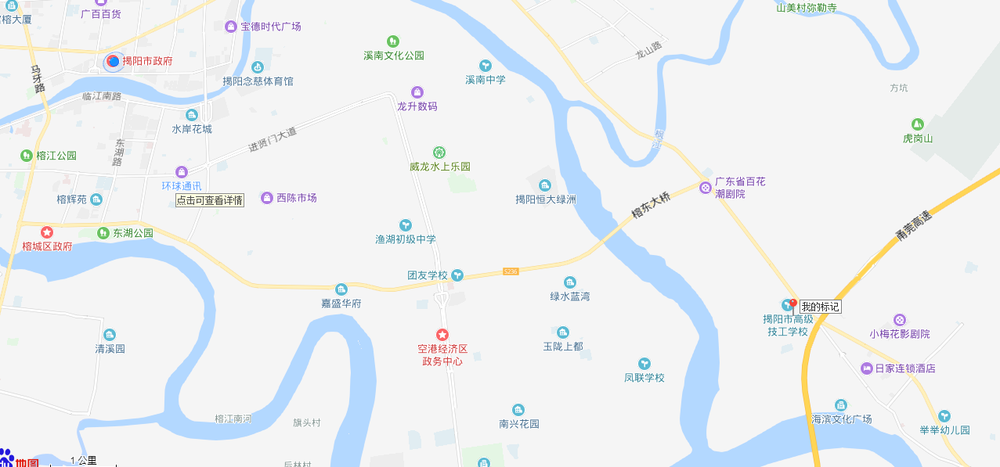 山美村弥勒寺
广百百货
榕大厦
宝德时代广场
龙山路
溪南文化公园
揭阳市政府
马牙路
揭阳念慈体育馆
溪南中学
方坑
临江南路
龙升数码
水岸花城
进贤门大道
枫江
虎岗山
东湖路
榕江公园
威龙水上乐园
环球通讯
广东省百花
潮剧院
榕辉苑
点击可查看详情
西陈市场
揭阳恒大绿洲
榕东大桥
甬莞高速
东湖公园
渔湖初级中学
榕城区政府
团友学校
S236
嘉盛华府
绿水蓝湾
我的标记
揭阳市高级
技工学校
小梅花影剧院
清溪园
空港经济区
政务中心
玉陇上都
日家连锁酒店
凤联学校
榕江南河
旗头村
南兴花园
海滨文化广场
举举幼儿园
1 公里
后林村
地图